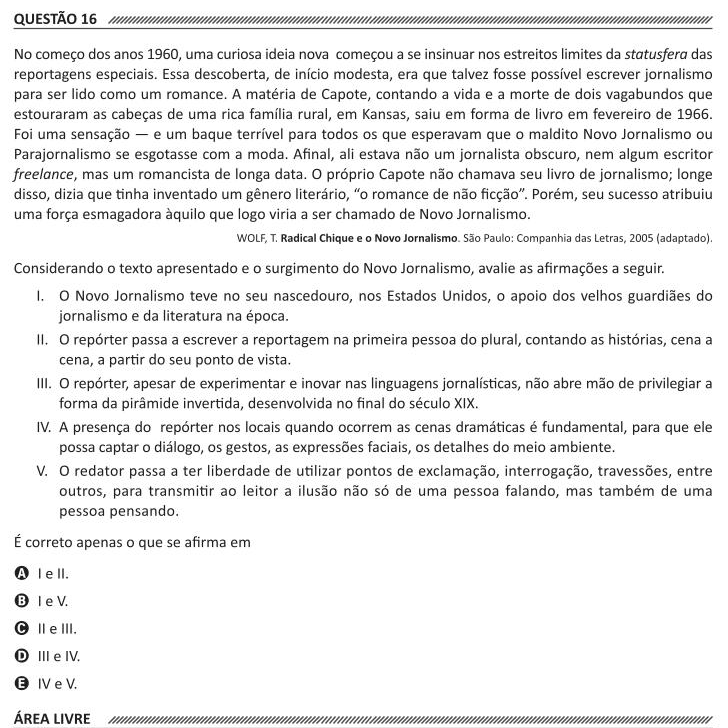 QUESTÃO 16
No começo dos anos 1960, uma curiosa ideia nova começou a se insinuar nos estreitos limites da statusfera das
reportagens especiais. Essa descoberta, de início modesta, era que talvez fosse possível escrever jornalismo
para ser lido como um romance. A matéria de Capote, contando a vida e a morte de dois vagabundos que
estouraram as cabeças de uma rica família rural, em Kansas, saiu em forma de livro em fevereiro de 1966.
Foi uma sensação — e um baque terrível para todos os que esperavam que o maldito Novo Jornalismo ou
Parajornalismo se esgotasse com a moda. Afinal, ali estava não um jornalista obscuro, nem algum escritor
freelance, mas um romancista de longa data. O próprio Capote não chamava seu livro de jornalismo; longe
disso, dizia que tinha inventado um gênero literário, “o romance de não ficção”. Porém, seu sucesso atribuiu
uma força esmagadora àquilo que logo viria a ser chamado de Novo Jornalismo.
WOLF, T. Radical Chique e o Novo Jornalismo. São Paulo: Companhia das Letras, 2005 (adaptado).
Considerando o texto apresentado e o surgimento do Novo Jornalismo, avalie as afirmações a seguir.
I. O Novo Jornalismo teve no seu nascedouro, nos Estados Unidos, o apoio dos velhos guardiães do
jornalismo e da literatura na época.
II. O repórter passa a escrever a reportagem na primeira pessoa do plural, contando as histórias, cena a
cena, a partir do seu ponto de vista.
III. O repórter, apesar de experimentar e inovar nas linguagens jornalísticas, não abre mão de privilegiar a
forma da pirâmide invertida, desenvolvida no final do século XIX.
IV. A presença do repórter nos locais quando ocorrem as cenas dramáticas é fundamental, para que ele
possa captar o diálogo, os gestos, as expressões faciais, os detalhes do meio ambiente.
V. O redator passa a ter liberdade de utilizar pontos de exclamação, interrogação, travessões, entre
outros, para transmitir ao leitor a ilusão não só de uma pessoa falando, mas também de uma
pessoa pensando.
É correto apenas o que se afirma em
A I e II.
B I e V.
C II e III.
D III e IV.
E IV e V.
ÁREA LIVRE